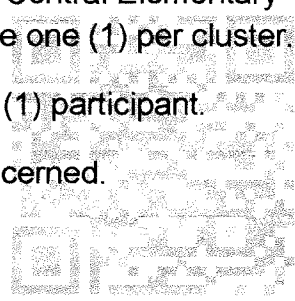 Central Elementary
e one (1) per cluster.
(1) participant.
cerned.